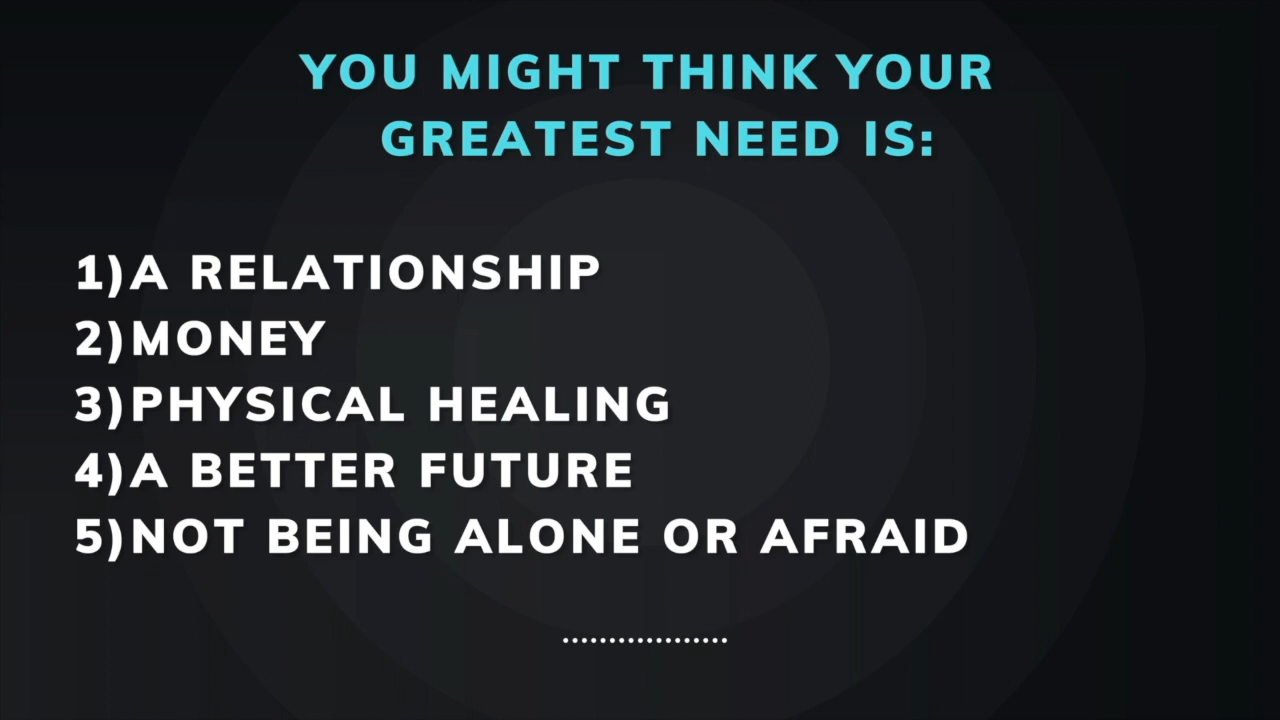 YOU MIGHT THINK YOUR
GREATEST NEED IS:
1)A RELATIONSHIP
2)MONEY
3)PHYSICAL HEALING
4)A BETTER FUTURE
5)NOT BEING ALONE OR AFRAID